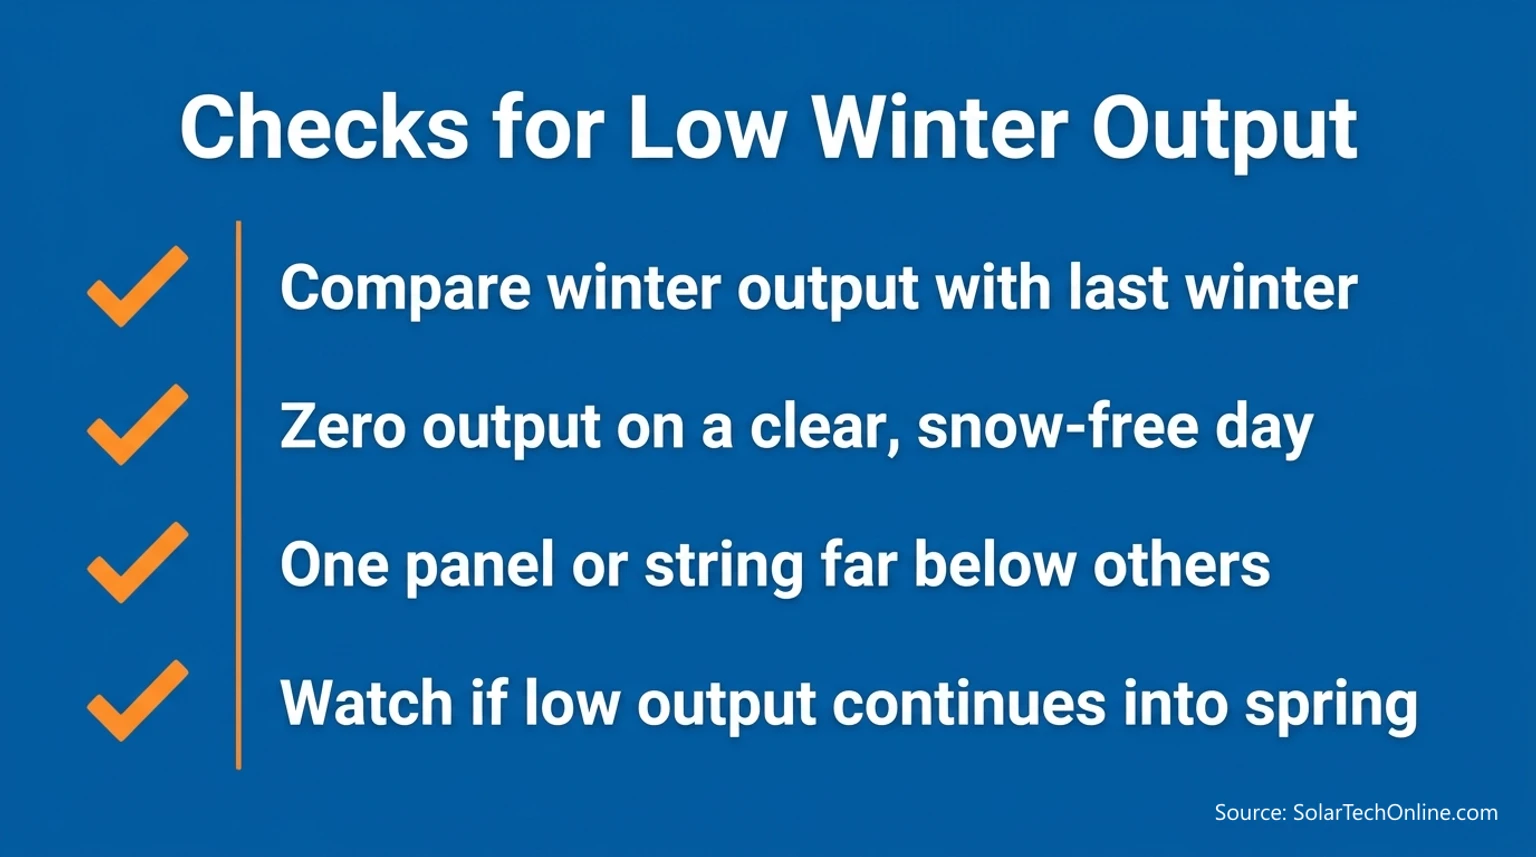 Checks for Low Winter Output
Compare winter output with last winter
Zero output on a clear, snow-free day
One panel or string far below others
Watch if low output continues into spring
Source: SolarTechOnline.com